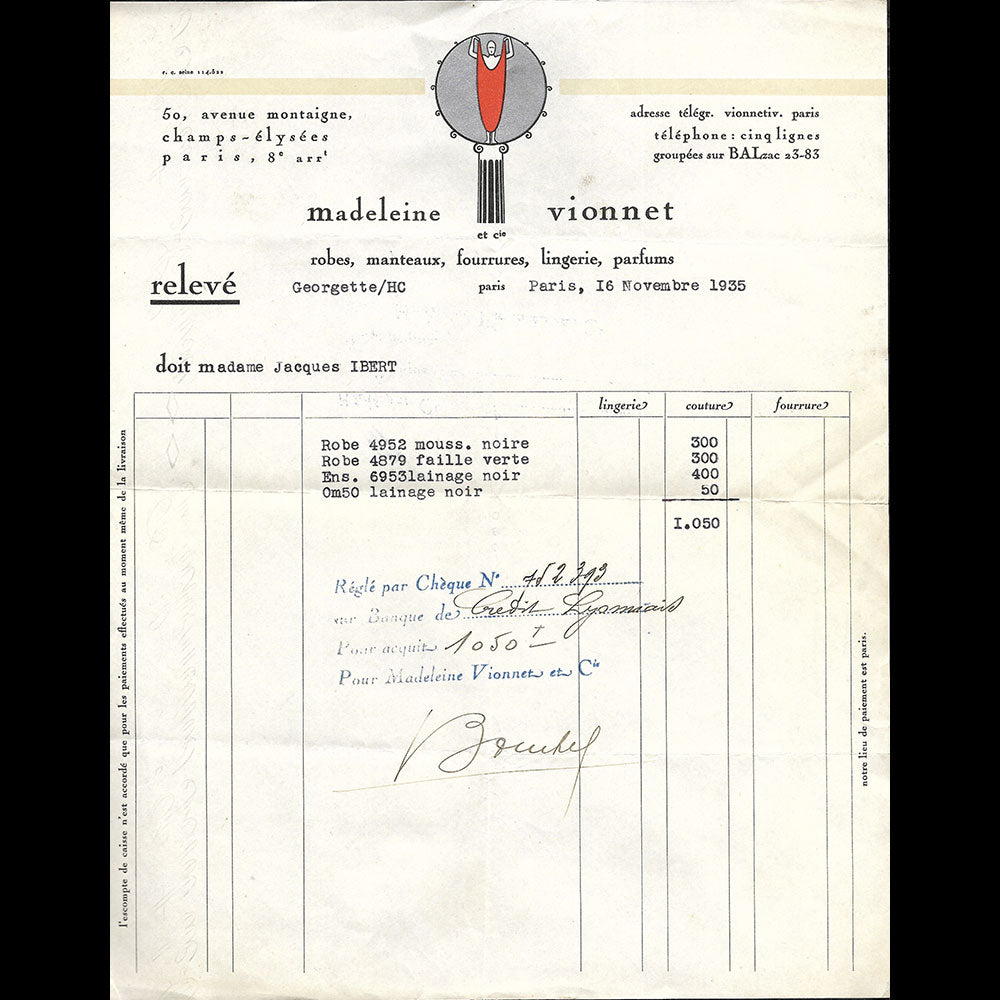 r. c. seine 114.522
50, avenue montaigne,
champs-élysées
paris, 8e arrt
adresse télégr. vionnetiv. paris
téléphone: cinq lignes
groupées sur BALzac 23-83
madeleine vionnet
et cie
robes, manteaux, fourrures, lingerie, parfums
relevé
Georgette/HC paris Paris, I6 Novembre 1935
doit madame Jacques IBERT
lingerie couture fourrure
Robe 4952 mouss. noire 300
Robe 4879 faille verte 300
Ens. 6953lainage noir 400
0m50 lainage noir 50
I.050
Réglé par Chèque N° 752393
sur Banque de Crédit Lyonnais
Pour acquit 1050 f
Pour Madeleine Vionnet et Cie
l'escompte de caisse n'est accordé que pour les paiements effectués au moment même de la livraison
notre lieu de paiement est paris.